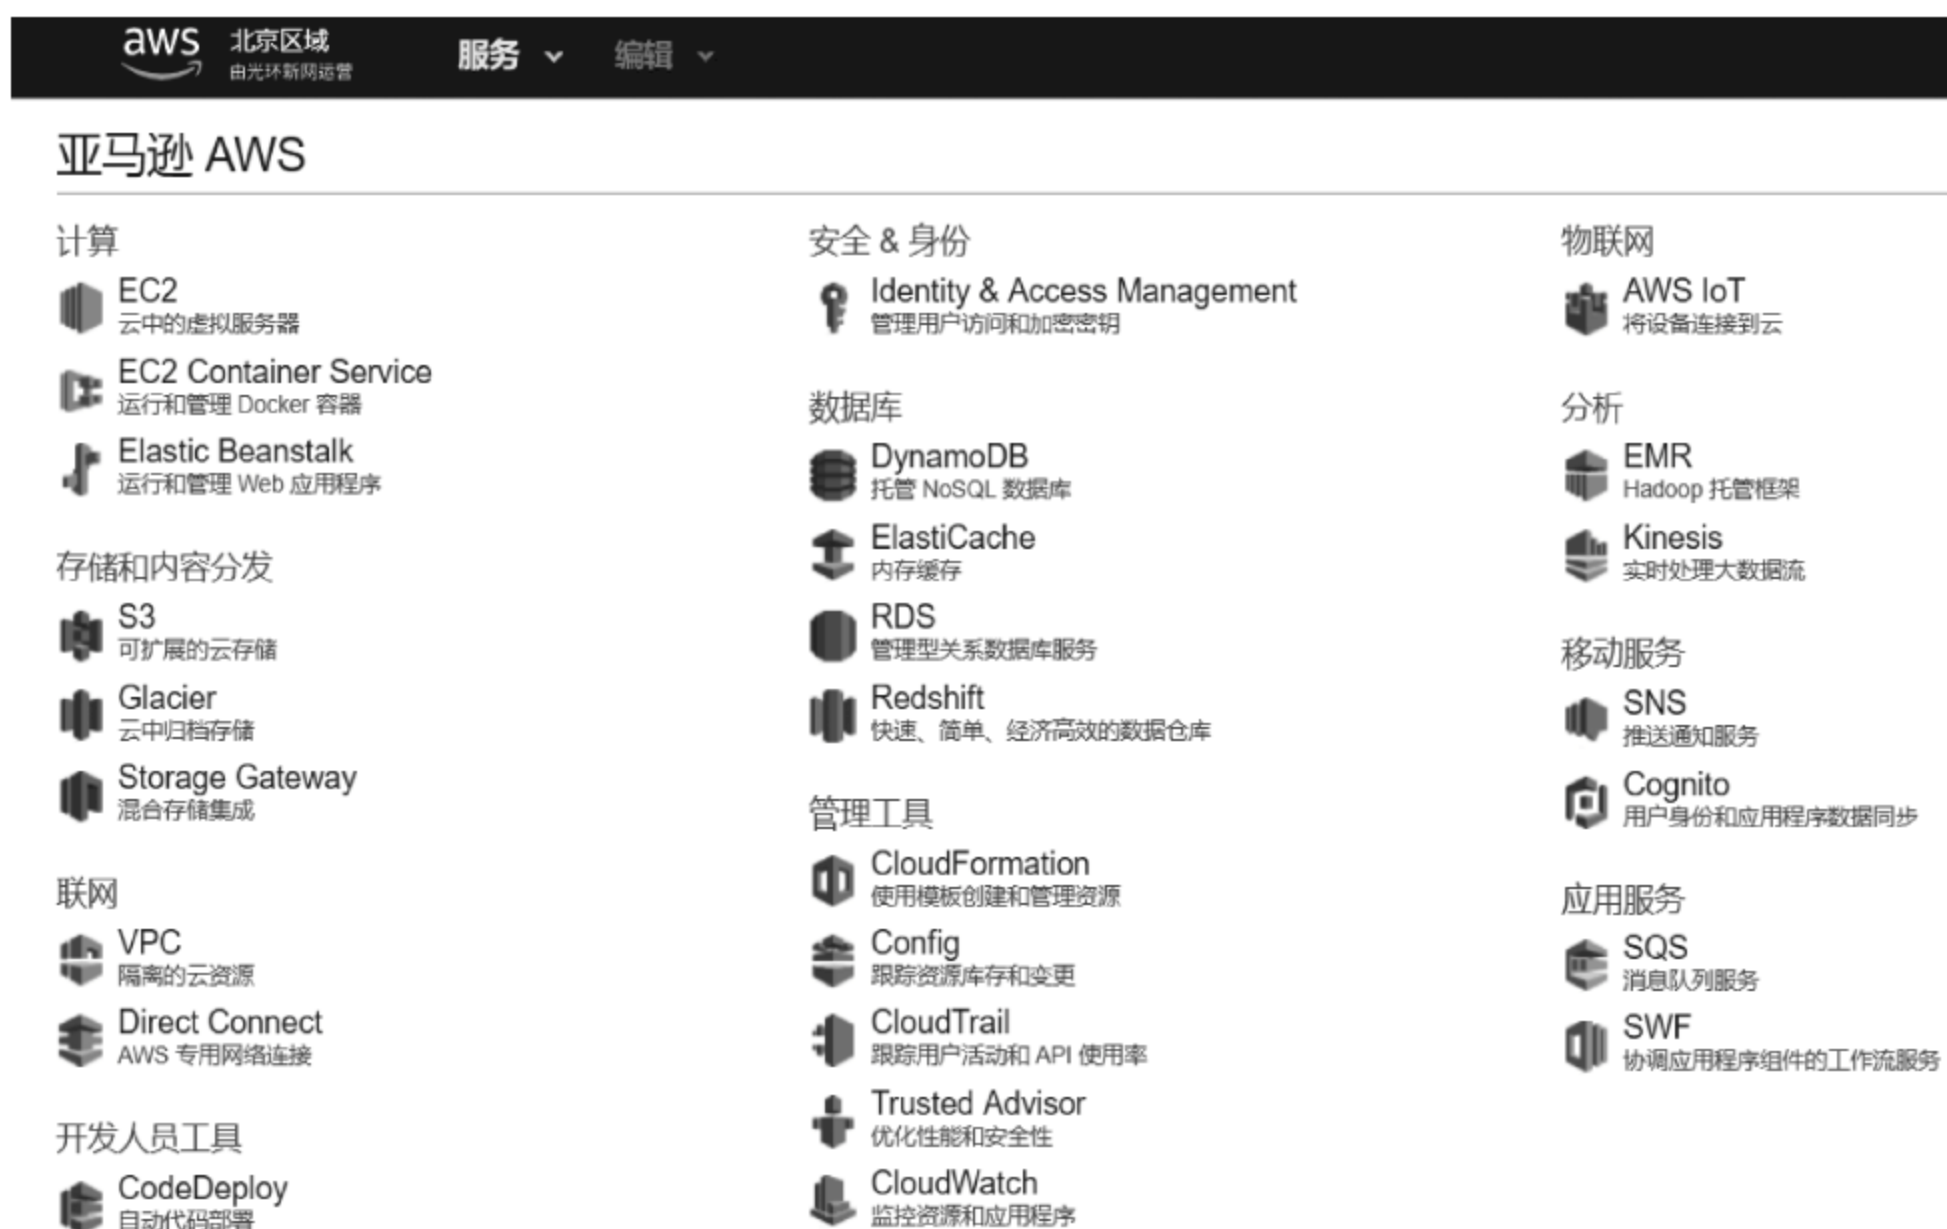 aws 北京区域
由光环新网运营
服务 编辑
亚马逊 AWS
计算
EC2
云中的虚拟服务器
EC2 Container Service
运行和管理 Docker 容器
Elastic Beanstalk
运行和管理 Web 应用程序
存储和内容分发
S3
可扩展的云存储
Glacier
云中归档存储
Storage Gateway
混合存储集成
联网
VPC
隔离的云资源
Direct Connect
AWS 专用网络连接
开发人员工具
CodeDeploy
自动代码部署
安全 & 身份
Identity & Access Management
管理用户访问和加密密钥
数据库
DynamoDB
托管 NoSQL 数据库
ElastiCache
内存缓存
RDS
管理型关系数据库服务
Redshift
快速、简单、经济高效的数据仓库
管理工具
CloudFormation
使用模板创建和管理资源
Config
跟踪资源库存和变更
CloudTrail
跟踪用户活动和 API 使用率
Trusted Advisor
优化性能和安全性
CloudWatch
监控资源和应用程序
物联网
AWS IoT
将设备连接到云
分析
EMR
Hadoop 托管框架
Kinesis
实时处理大数据流
移动服务
SNS
推送通知服务
Cognito
用户身份和应用程序数据同步
应用服务
SQS
消息队列服务
SWF
协调应用程序组件的工作流服务